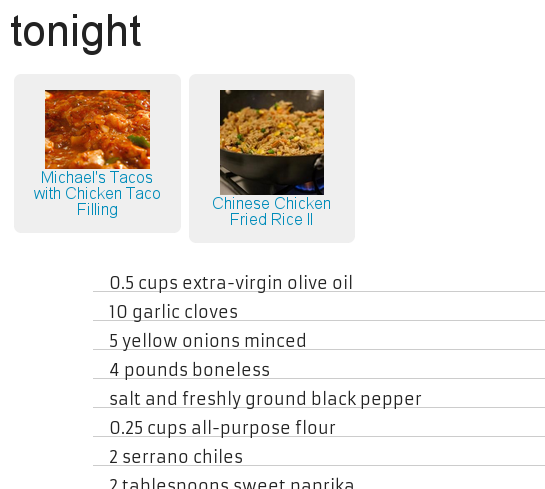 tonight
Michael's Tacos
with Chicken Taco
Filling
Chinese Chicken
Fried Rice II
0.5 cups extra-virgin olive oil
10 garlic cloves
5 yellow onions minced
4 pounds boneless
salt and freshly ground black pepper
0.25 cups all-purpose flour
2 serrano chiles
2 tablespoons sweet paprika